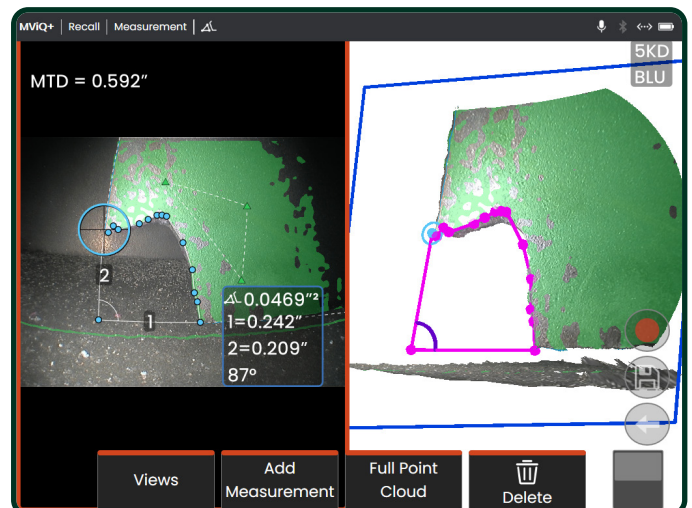 MViQ+ | Recall | Measurement |
5KD
BLU
MTD = 0.592"
2
1
0.0469"²
1=0.242"
2=0.209"
87°
Views
Add
Measurement
Full Point
Cloud
Delete